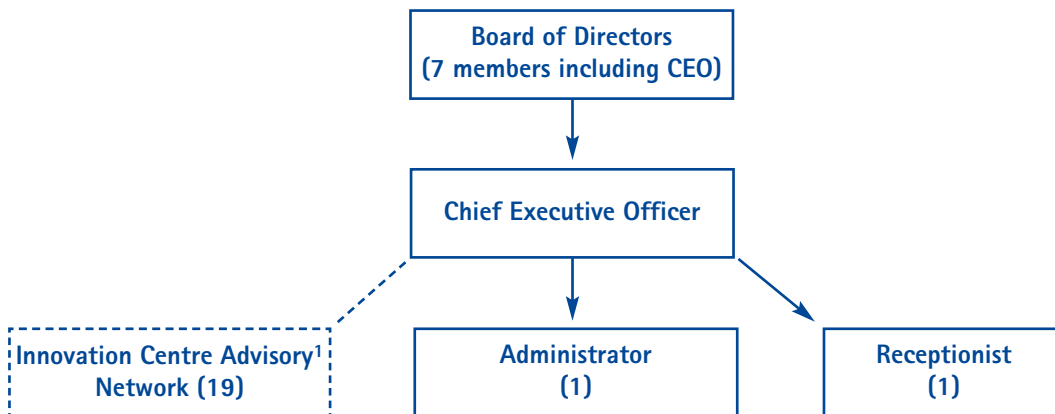 Board of Directors
(7 members including CEO)
Chief Executive Officer
Innovation Centre Advisory¹
Network (19)
Administrator
(1)
Receptionist
(1)